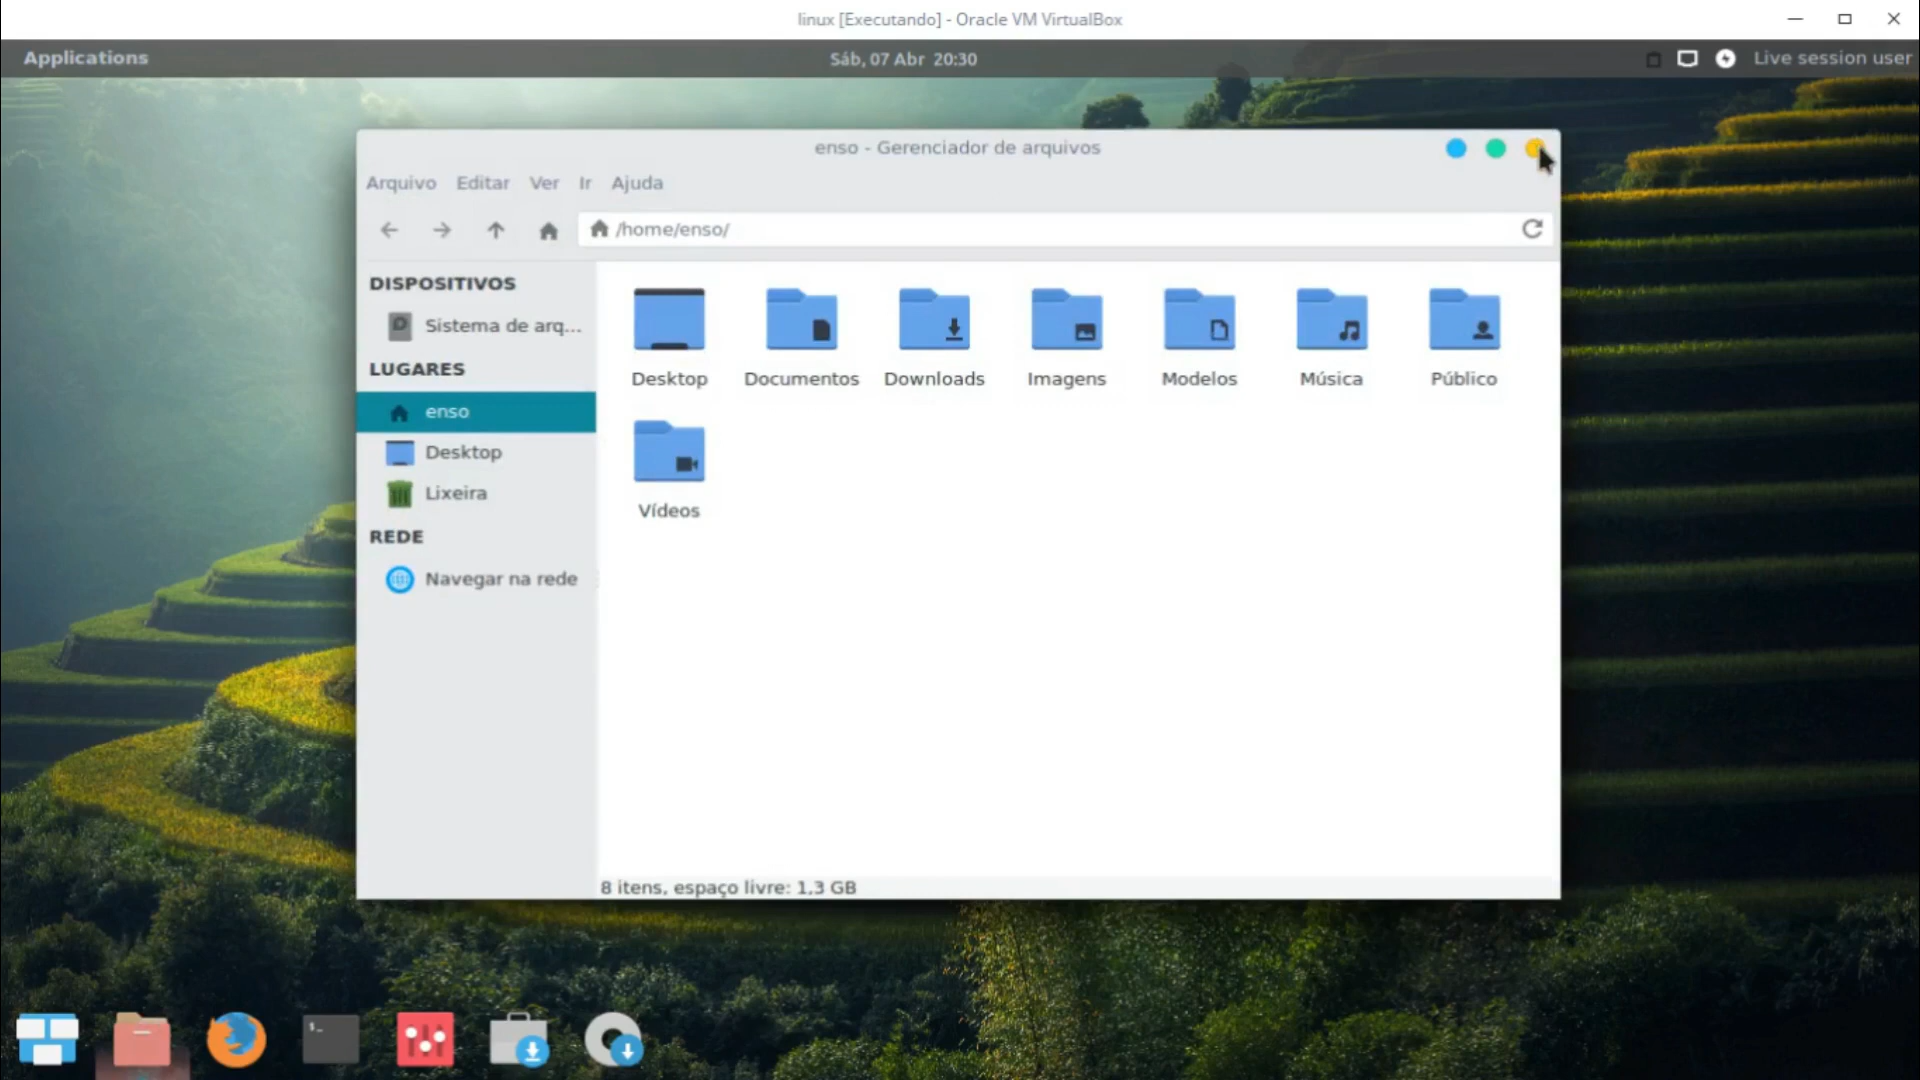 linux [Executando] - Oracle VM VirtualBox
Applications
Sáb, 07 Abr 20:30
Live session user
enso - Gerenciador de arquivos
Arquivo Editar Ver Ir Ajuda
/home/enso/
DISPOSITIVOS
Sistema de arq...
LUGARES
enso
Desktop
Lixeira
REDE
Navegar na rede
Desktop Documentos Downloads Imagens Modelos Música Público
Vídeos
8 itens, espaço livre: 1,3 GB